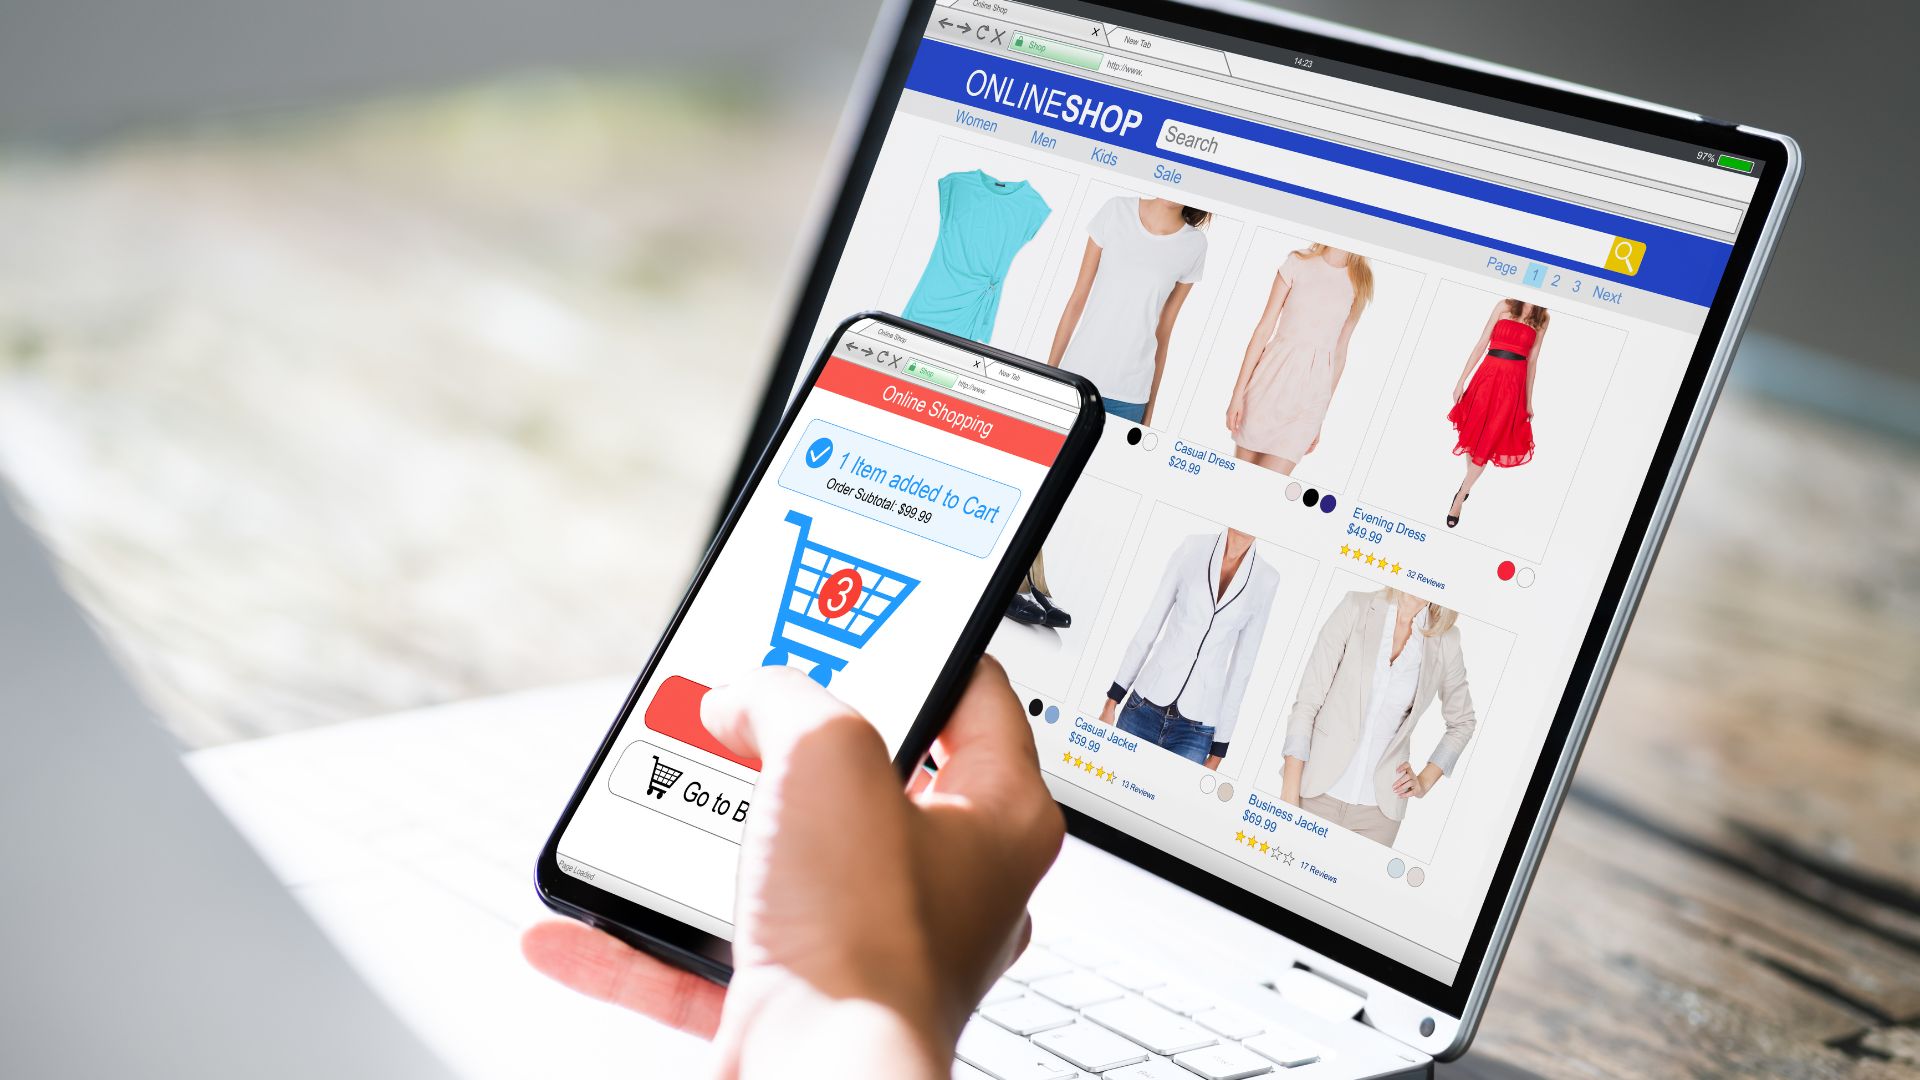 Online Shop
X
New Tab
14:23
Shop
http://www.
97%
ONLINESHOP
Search
Women
Men
Kids
Sale
Page 1 2 3 Next
Casual Dress
$29.99
Evening Dress
$49.99
32 Reviews
Casual Jacket
$59.99
13 Reviews
Business Jacket
$69.99
17 Reviews
Online Shop
X
New Tab
Shop
http://www.
Online Shopping
1 Item added to Cart
Order Subtotal: $99.99
3
Go to B
Page Loaded